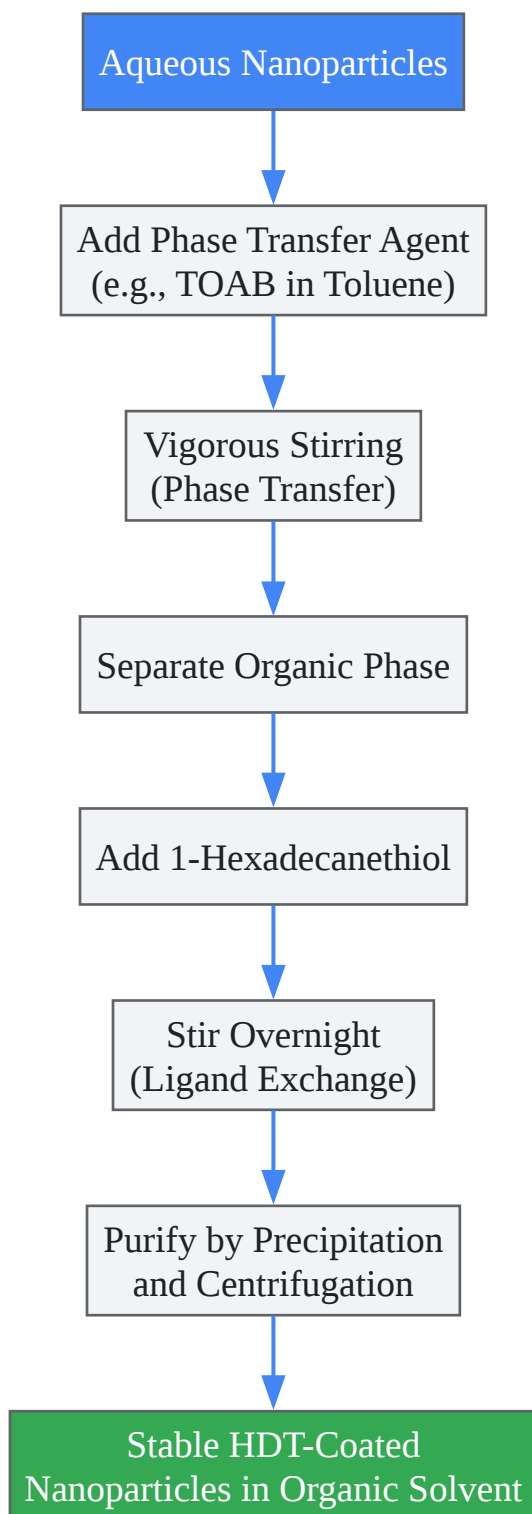 Aqueous Nanoparticles
Add Phase Transfer Agent
(e.g., TOAB in Toluene)
Vigorous Stirring
(Phase Transfer)
Separate Organic Phase
Add 1-Hexadecanethiol
Stir Overnight
(Ligand Exchange)
Purify by Precipitation
and Centrifugation
Stable HDT-Coated
Nanoparticles in Organic Solvent